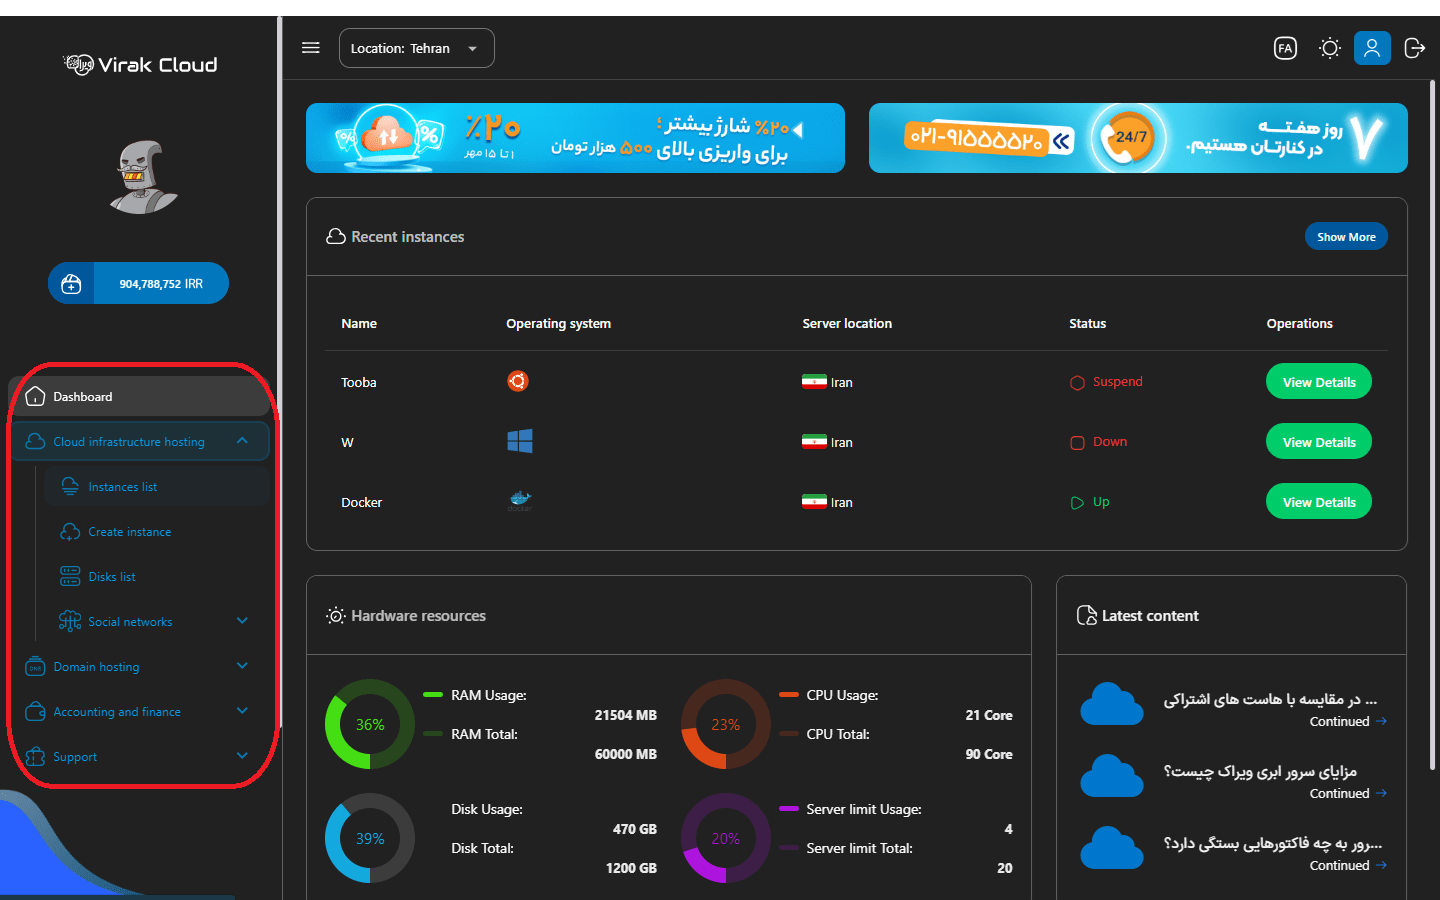 Virak Cloud
904,788,752 IRR
Dashboard
Cloud infrastructure hosting
Instances list
Create instance
Disks list
Social networks
Domain hosting
Accounting and finance
Support
Location: Tehran
FA
۲۰% شارژ بیشتر؛
برای واریزی بالای ۵۰۰ هزار تومان
٪۲۰
۱ تا ۱۵ مهر
%
%
۷
روز هفتـــه
در کنارتــان هستیم.
24/7
۰۲۱-۹۱۵۵۵۵۲۰
Recent instances
Show More
Name Operating system Server location Status Operations
Tooba Iran Suspend View Details
W Iran Down View Details
Docker docker Iran Up View Details
Hardware resources
36%
RAM Usage:
21504 MB
RAM Total:
60000 MB
23%
CPU Usage:
21 Core
CPU Total:
90 Core
39%
Disk Usage:
470 GB
Disk Total:
1200 GB
20%
Server limit Usage:
4
Server limit Total:
20
Latest content
در مقایسه با هاست های اشتراکی ...
Continued
مزایای سرور ابری ویراک چیست؟
Continued
...رور به چه فاکتورهایی بستگی دارد؟
Continued